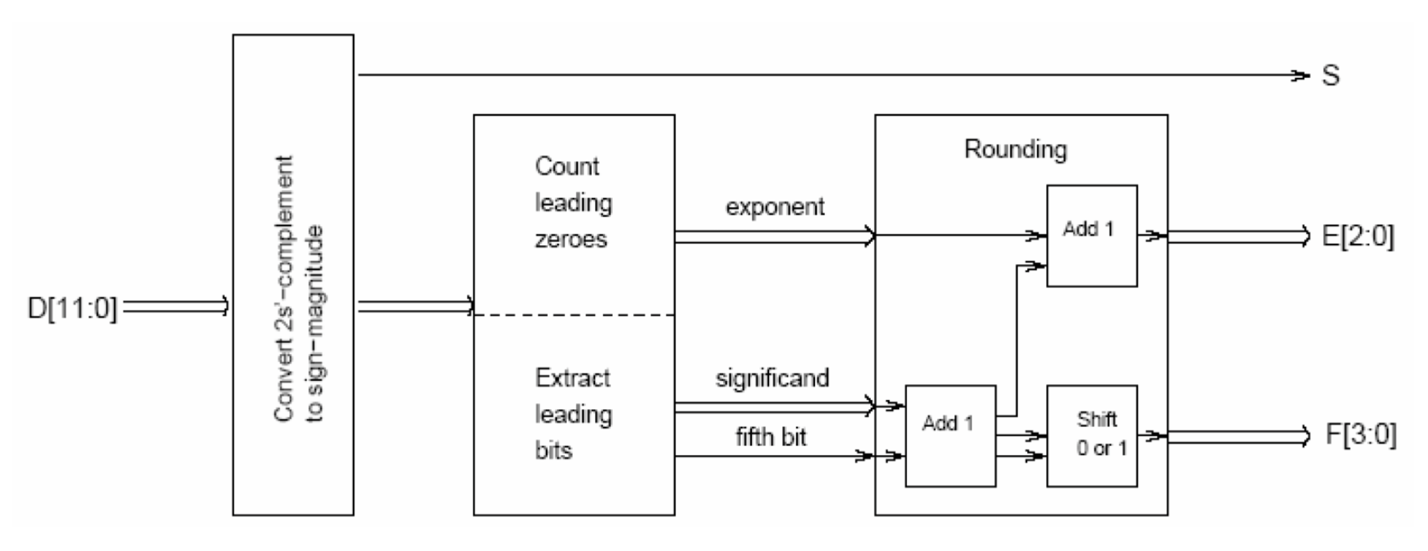 S
Rounding
Count
leading
zeroes
exponent
Add 1
E[2:0]
Convert 2s'-complement
to sign-magnitude
D[11:0]
Extract
leading
bits
significand
fifth bit
Add 1
Shift
0 or 1
F[3:0]